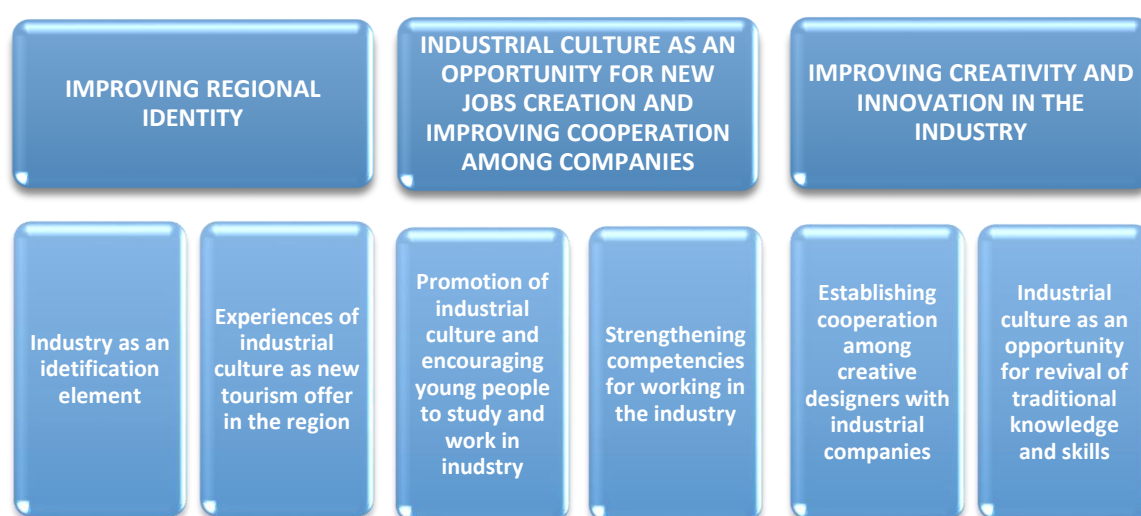 IMPROVING REGIONAL
IDENTITY
INDUSTRIAL CULTURE AS AN
OPPORTUNITY FOR NEW
JOBS CREATION AND
IMPROVING COOPERATION
AMONG COMPANIES
IMPROVING CREATIVITY AND
INNOVATION IN THE
INDUSTRY
Industry as an
idetification
element
Experiences of
industrial
culture as new
tourism offer
in the region
Promotion of
industrial
culture and
encouraging
young people
to study and
work in
inudstry
Strengthening
competencies
for working in
the industry
Establishing
cooperation
among
creative
designers with
industrial
companies
Industrial
culture as an
opportunity
for revival of
traditional
knowledge
and skills